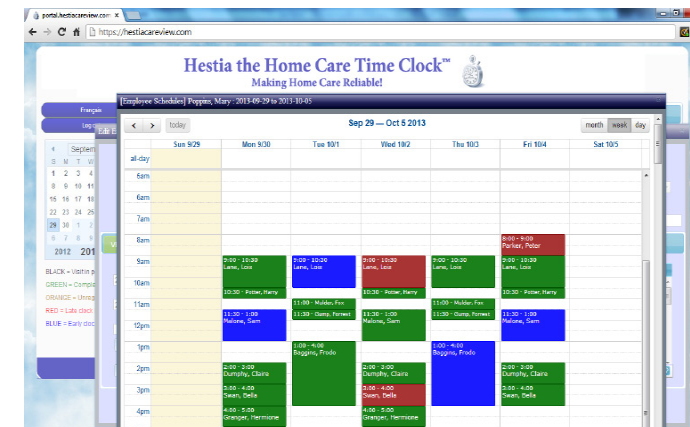 portal.hestiacareview.com x
https://hestiacareview.com
Hestia the Home Care Time Clock™
Making Home Care Reliable!
[Employee Schedules] Poppins, Mary : 2013-09-29 to 2013-10-05
Français
Log
Edit E
today
Sep 29 — Oct 5 2013
month week day
Septem
S M T W
1 2 3 4
8 9 10 11
15 16 17 18
22 23 24 25
29 30 1 2
6 7 8 9
2012 201
BLACK = Visit in p
GREEN = Comple
ORANGE = Unre
RED = Late cloc
BLUE = Early cloc
Sun 9/29 Mon 9/30 Tue 10/1 Wed 10/2 Thu 10/3 Fri 10/4 Sat 10/5
all-day
6am
7am
8am
8:00 - 9:00
Parker, Peter
9am
9:00 - 10:30 9:00 - 10:30 9:00 - 10:30 9:00 - 10:30 9:00 - 10:30
Lane, Lois Lane, Lois Lane, Lois Lane, Lois Lane, Lois
10am
10:30 - Potter, Harry 10:30 - Potter, Harry 10:30 - Potter, Harry
11am
11:00 - Mulder, Fox 11:00 - Mulder, Fox
11:30 - 1:00 11:30 - Gump, Forrest 11:30 - 1:00 11:30 - Gump, Forrest 11:30 - 1:00
Malone, Sam Malone, Sam Malone, Sam
12pm
1pm
1:00 - 4:00 1:00 - 4:00
Baggins, Frodo Baggins, Frodo
2pm
2:00 - 3:00 2:00 - 3:00 2:00 - 3:00
Dumphy, Claire Dumphy, Claire Dumphy, Claire
3pm
3:00 - 4:00 3:00 - 4:00 3:00 - 4:00
Swan, Bella Swan, Bella Swan, Bella
4pm
4:00 - 5:00 4:00 - 5:00
Granger, Hermione Granger, Hermione